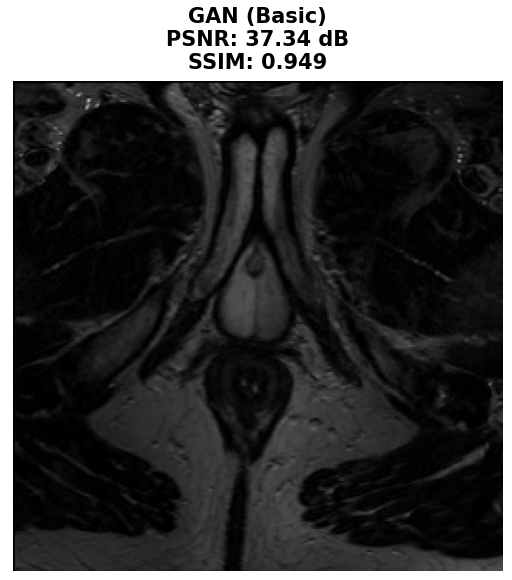 GAN (Basic)
PSNR: 37.34 dB
SSIM: 0.949